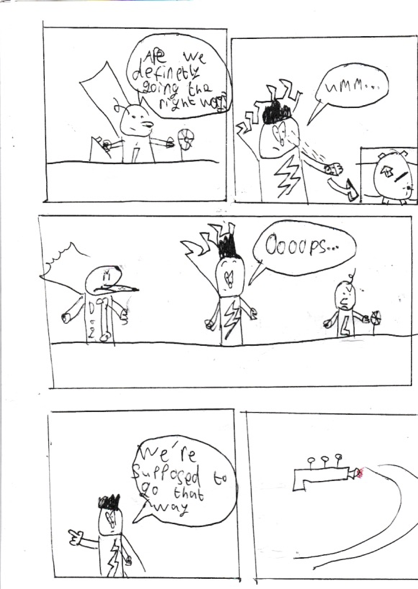 Are we
definetly
going the
right way
umm...
Oooops...
M
We're
Supposed to
go that
way